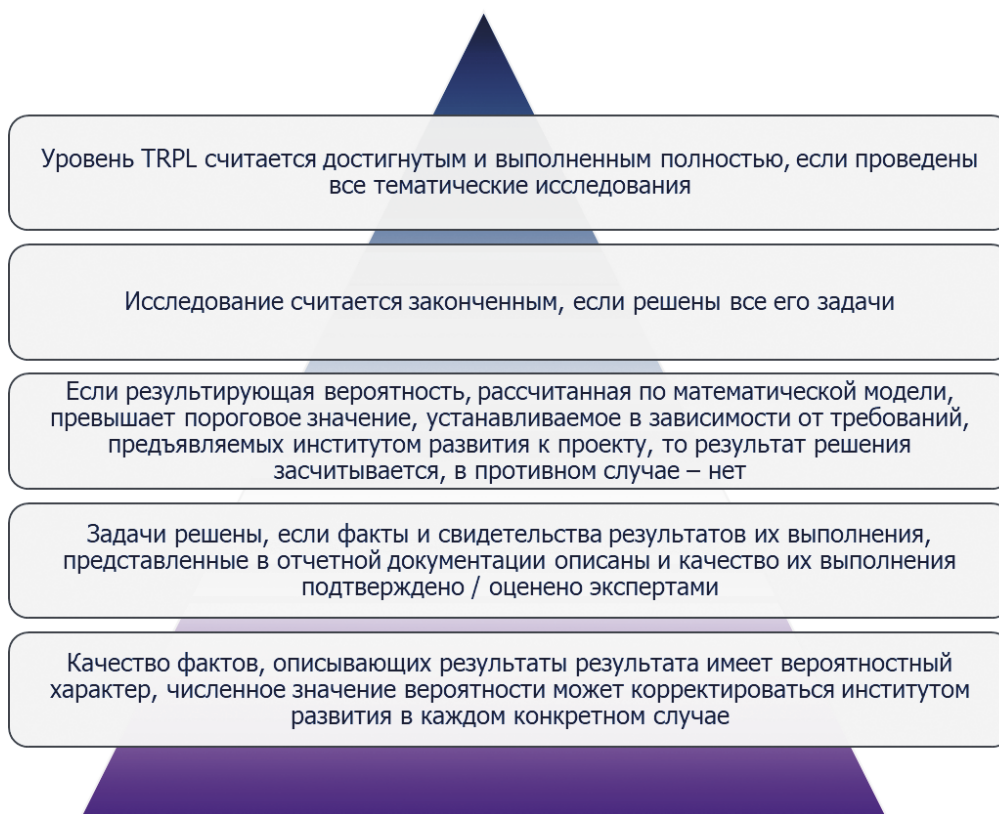 Уровень TRPL считается достигнутым и выполненным полностью, если проведены
все тематические исследования
Исследование считается законченным, если решены все его задачи
Если результирующая вероятность, рассчитанная по математической модели,
превышает пороговое значение, устанавливаемое в зависимости от требований,
предъявляемых институтом развития к проекту, то результат решения
засчитывается, в противном случае – нет
Задачи решены, если факты и свидетельства результатов их выполнения,
представленные в отчетной документации описаны и качество их выполнения
подтверждено / оценено экспертами
Качество фактов, описывающих результаты результата имеет вероятностный
характер, численное значение вероятности может корректироваться институтом
развития в каждом конкретном случае